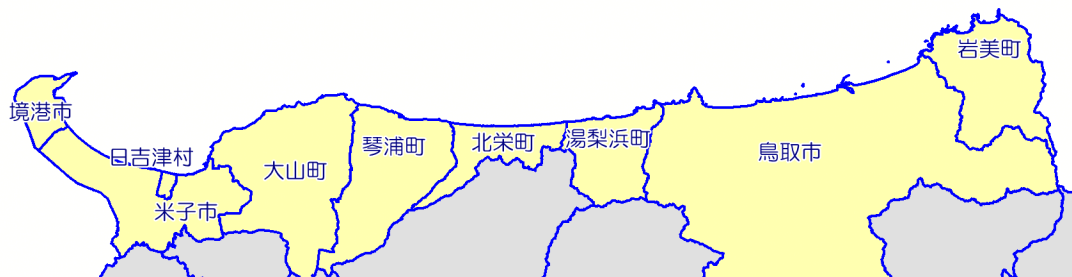 境港市
日吉津村
米子市
大山町
琴浦町
北栄町
湯梨浜町
鳥取市
岩美町